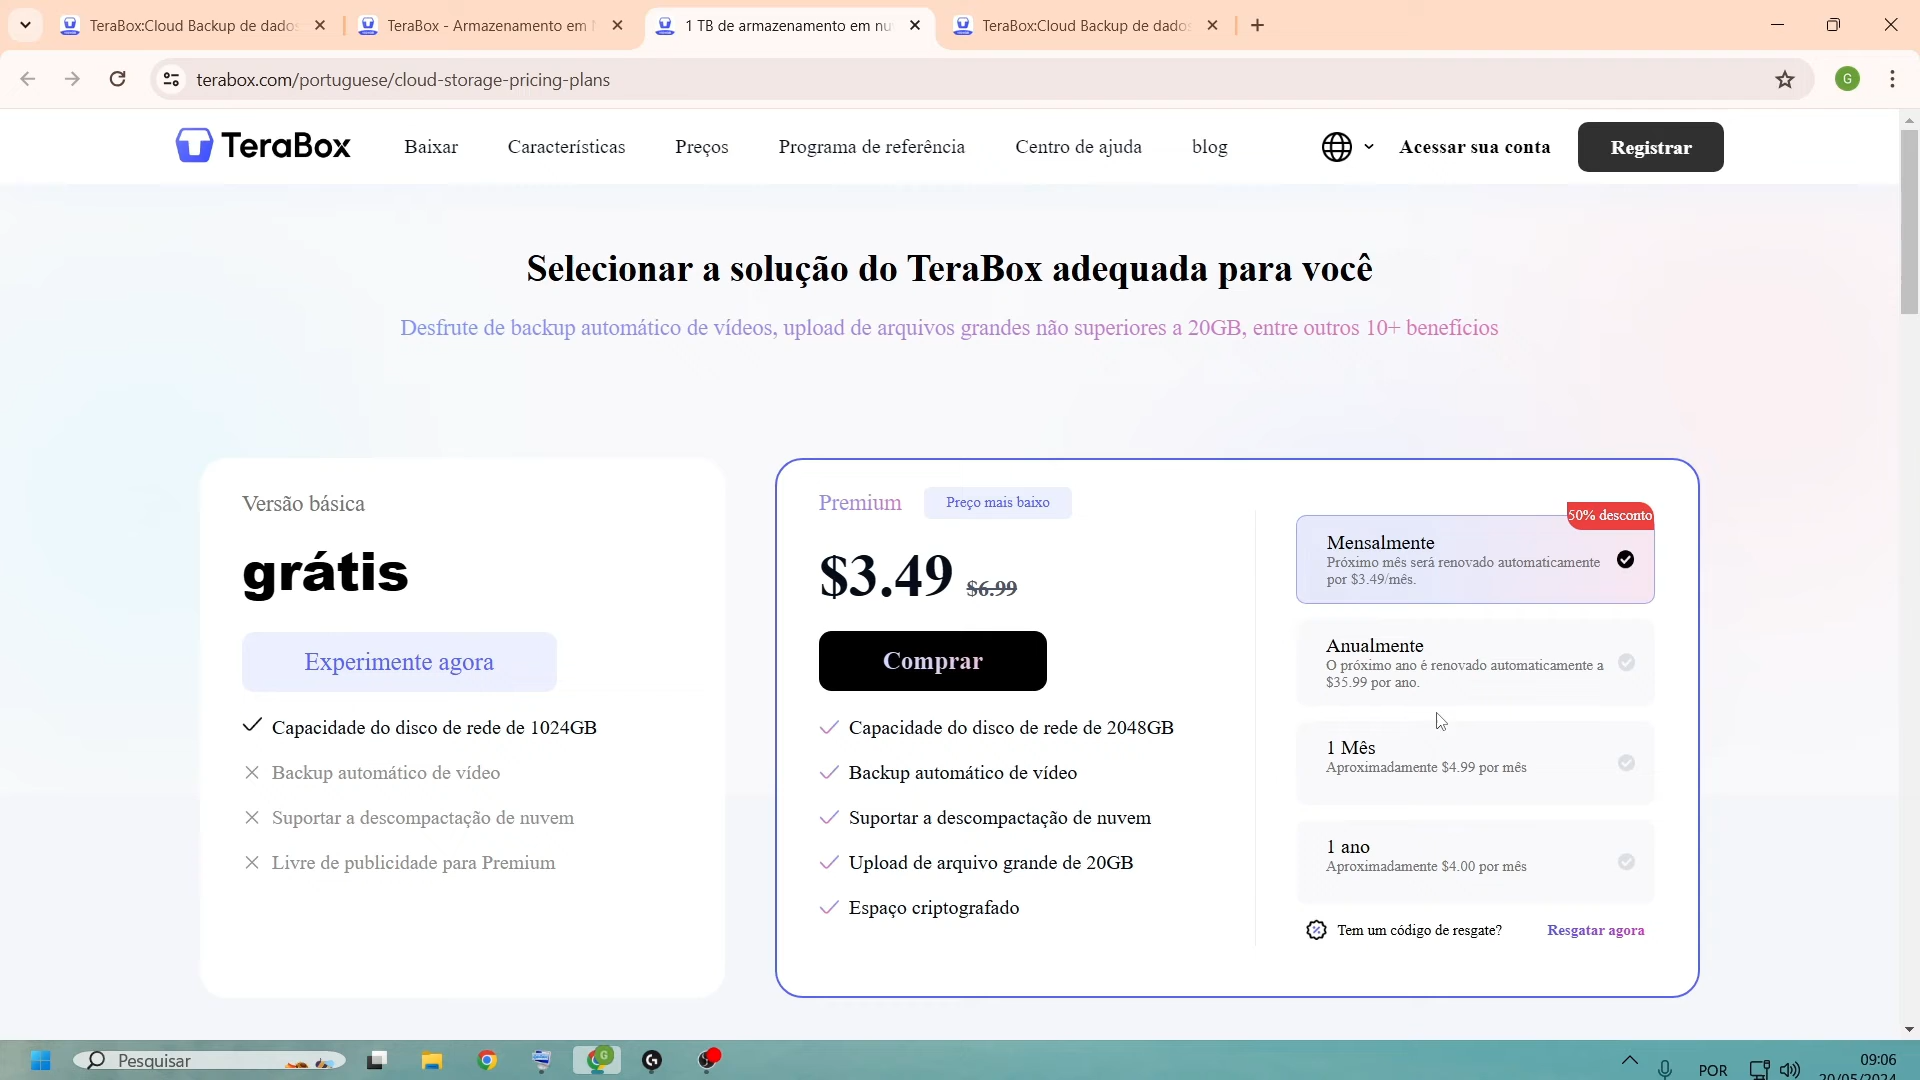 TeraBox:Cloud Backup de dados
TeraBox - Armazenamento em
1 TB de armazenamento em nu
TeraBox:Cloud Backup de dados
terabox.com/portuguese/cloud-storage-pricing-plans
G
TeraBox
Baixar
Características
Preços
Programa de referência
Centro de ajuda
blog
Acessar sua conta
Registrar
Selecionar a solução do TeraBox adequada para você
Desfrute de backup automático de vídeos, upload de arquivos grandes não superiores a 20GB, entre outros 10+ benefícios
Versão básica
grátis
Experimente agora
Capacidade do disco de rede de 1024GB
Backup automático de vídeo
Suportar a descompactação de nuvem
Livre de publicidade para Premium
Premium
Preço mais baixo
$3.49 $6.99
Comprar
Capacidade do disco de rede de 2048GB
Backup automático de vídeo
Suportar a descompactação de nuvem
Upload de arquivo grande de 20GB
Espaço criptografado
50% desconto
Mensalmente
Próximo mês será renovado automaticamente
por $3.49/mês.
Anualmente
O próximo ano é renovado automaticamente a
$35.99 por ano.
1 Mês
Aproximadamente $4.99 por mês
1 ano
Aproximadamente $4.00 por mês
Tem um código de resgate?
Resgatar agora
Pesquisar
G
POR
09:06
20/05/2024